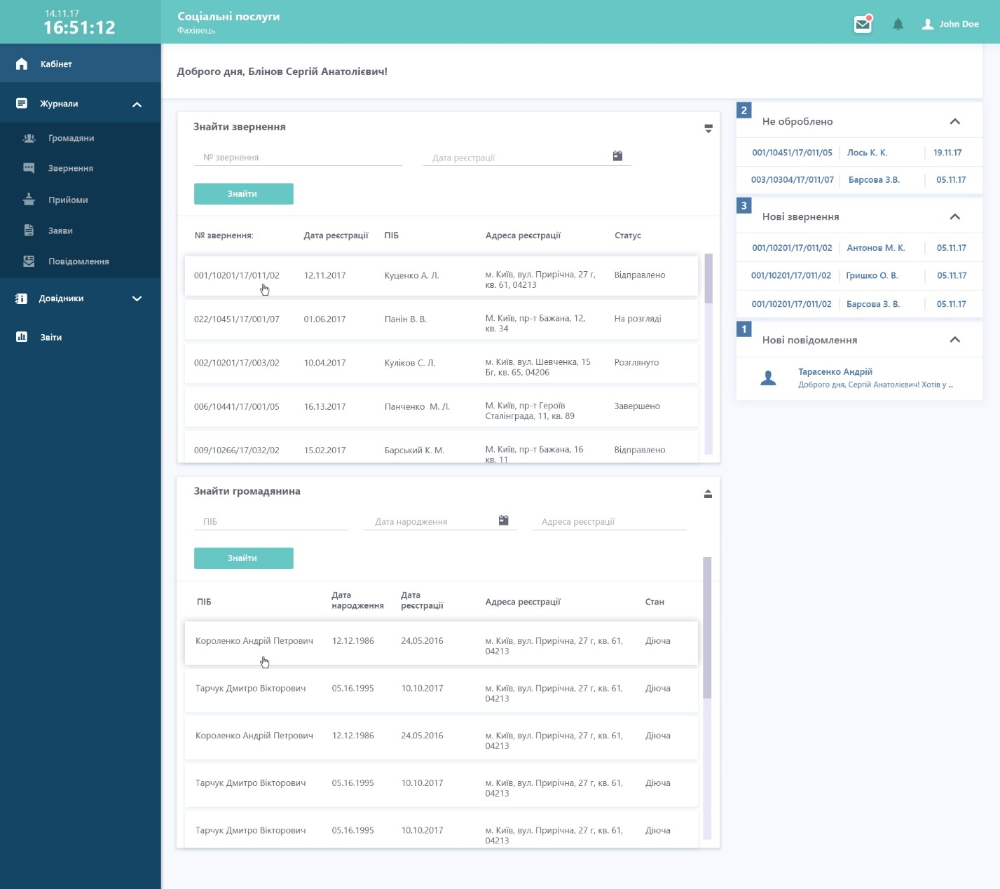 14.11.17
16:51:12
Соціальні послуги
Фахівець
John Doe
Кабінет
Журнали
Громадяни
Звернення
Прийоми
Заяви
Повідомлення
Довідники
Звіти
Доброго дня, Блінов Сергій Анатолієвич!
Знайти звернення
№ звернення
Дата реєстрації
Знайти
№ звернення: Дата реєстрації ПІБ Адреса реєстрації Статус
001/10201/17/011/02 12.11.2017 Куценко А. Л. м. Київ, вул. Прирічна, 27 г, Відправлено
кв. 61, 04213
022/10451/17/001/07 01.06.2017 Панін В. В. М. Київ, пр-т Бажана, 12, На розгляді
кв. 34
002/10201/17/003/02 10.04.2017 Куліков С. Л. м. Київ, вул. Шевченка, 15 Розглянуто
Бг, кв. 65, 04206
006/10441/17/001/05 16.13.2017 Панченко М. Л. М. Київ, пр-т Героїв Завершено
Сталінграда, 11, кв. 89
009/10266/17/032/02 15.02.2017 Барський К. М. М. Київ, пр-т Бажана, 16 Відправлено
кв. 11
Знайти громадянина
ПІБ
Дата народження
Адреса реєстрації
Знайти
ПІБ Дата народження Дата реєстрації Адреса реєстрації Стан
Короленко Андрій Петрович 12.12.1986 24.05.2016 м. Київ, вул. Прирічна, 27 г, кв. 61, Діюча
04213
Тарчук Дмитро Вікторович 05.16.1995 10.10.2017 м. Київ, вул. Прирічна, 27 г, кв. 61, Діюча
04213
Короленко Андрій Петрович 12.12.1986 24.05.2016 м. Київ, вул. Прирічна, 27 г, кв. 61, Діюча
04213
Тарчук Дмитро Вікторович 05.16.1995 10.10.2017 м. Київ, вул. Прирічна, 27 г, кв. 61, Діюча
04213
Тарчук Дмитро Вікторович 05.16.1995 10.10.2017 м. Київ, вул. Прирічна, 27 г, кв. 61, Діюча
04213
2
Не оброблено
001/10451/17/011/05 Лось К. К. 19.11.17
003/10304/17/011/07 Барсова З.В. 05.11.17
3
Нові звернення
001/10201/17/011/02 Антонов М. К. 05.11.17
001/10201/17/011/02 Гришко О. В. 05.11.17
001/10201/17/011/02 Барсова З. В. 05.11.17
1
Нові повідомлення
Тарасенко Андрій
Доброго дня, Сергій Анатолієвич! Хотів у ...